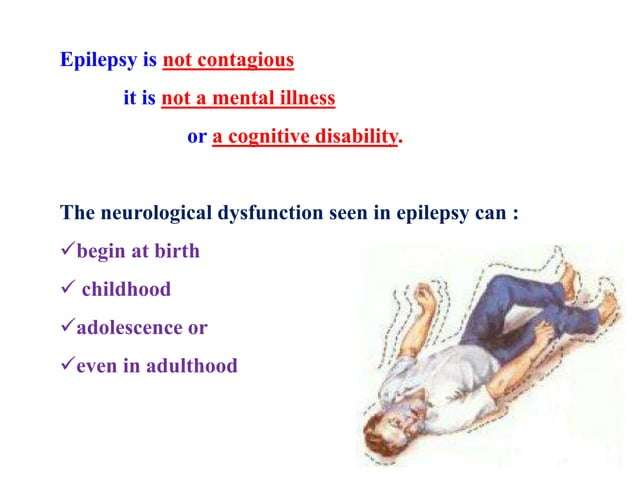 Epilepsy is not contagious
it is not a mental illness
or a cognitive disability.
The neurological dysfunction seen in epilepsy can :
✓begin at birth
✓ childhood
✓adolescence or
✓even in adulthood